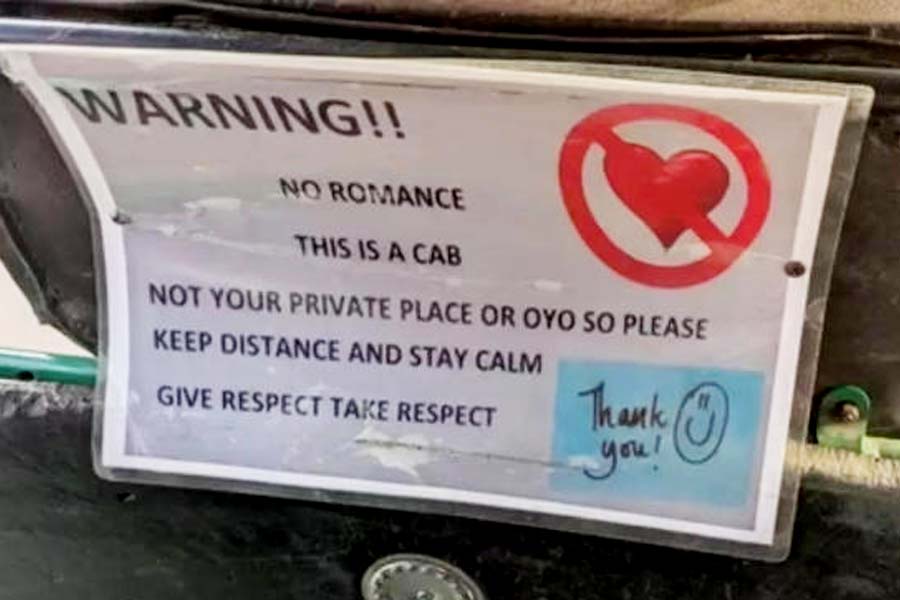 WARNING!!
NO ROMANCE
THIS IS A CAB
NOT YOUR PRIVATE PLACE OR OYO SO PLEASE
KEEP DISTANCE AND STAY CALM
GIVE RESPECT TAKE RESPECT
Thank
you!